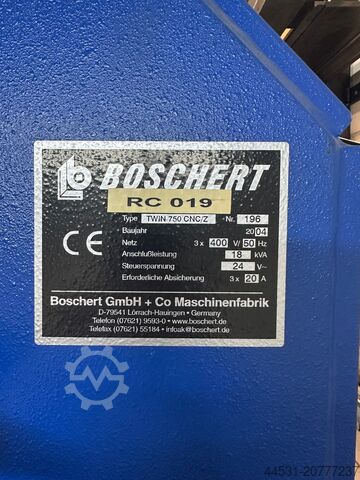 BOSCHERT
RC 019
Type TWiN 750 CNC/Z Nr. 196
Baujahr 2004
Netz 3 x 400 V/ 50 Hz
Anschlußleistung 18 kVA
Steuerspannung 24 V~
Erforderliche Absicherung 3 x 20 A
CE
Boschert GmbH + Co Maschinenfabrik
D-79541 Lörrach-Hauingen • Germany
Telefon (07621) 9593-0 • www.boschert.de
Telefax (07621) 55184 • infoak@boschert.de
44531-20777237